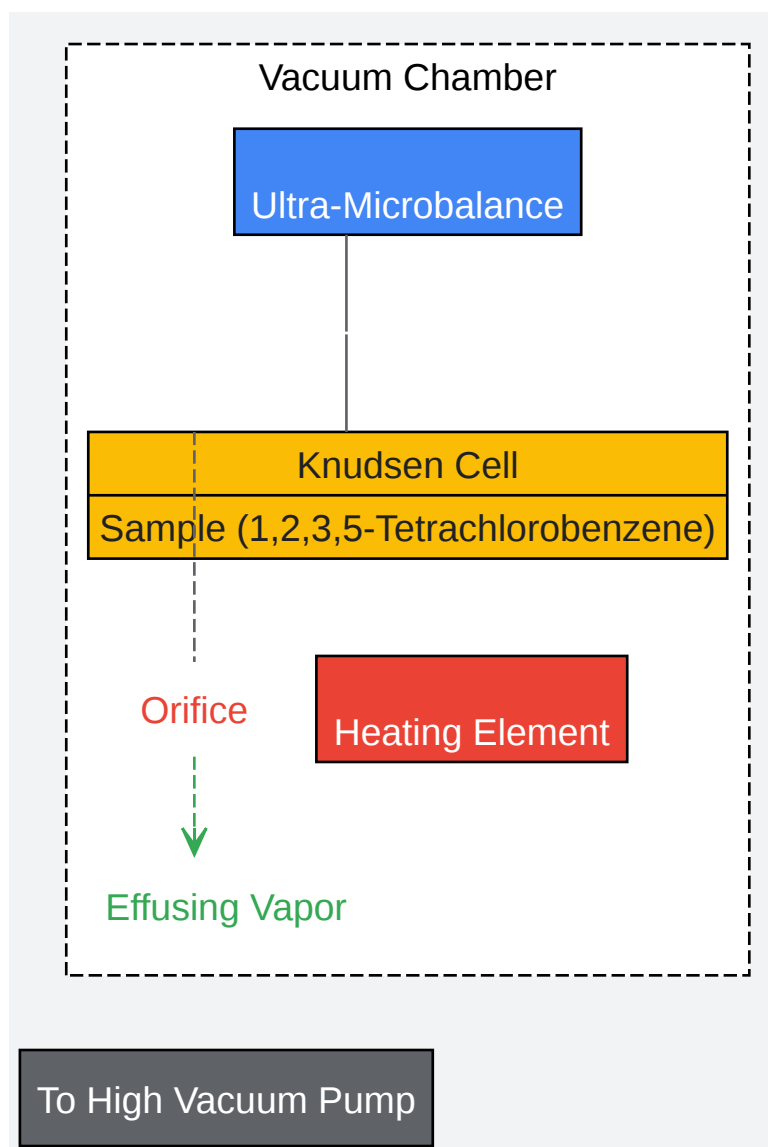 Vacuum Chamber
Ultra-Microbalance
Knudsen Cell
Sample (1,2,3,5-Tetrachlorobenzene)
Orifice
Heating Element
Effusing Vapor
To High Vacuum Pump